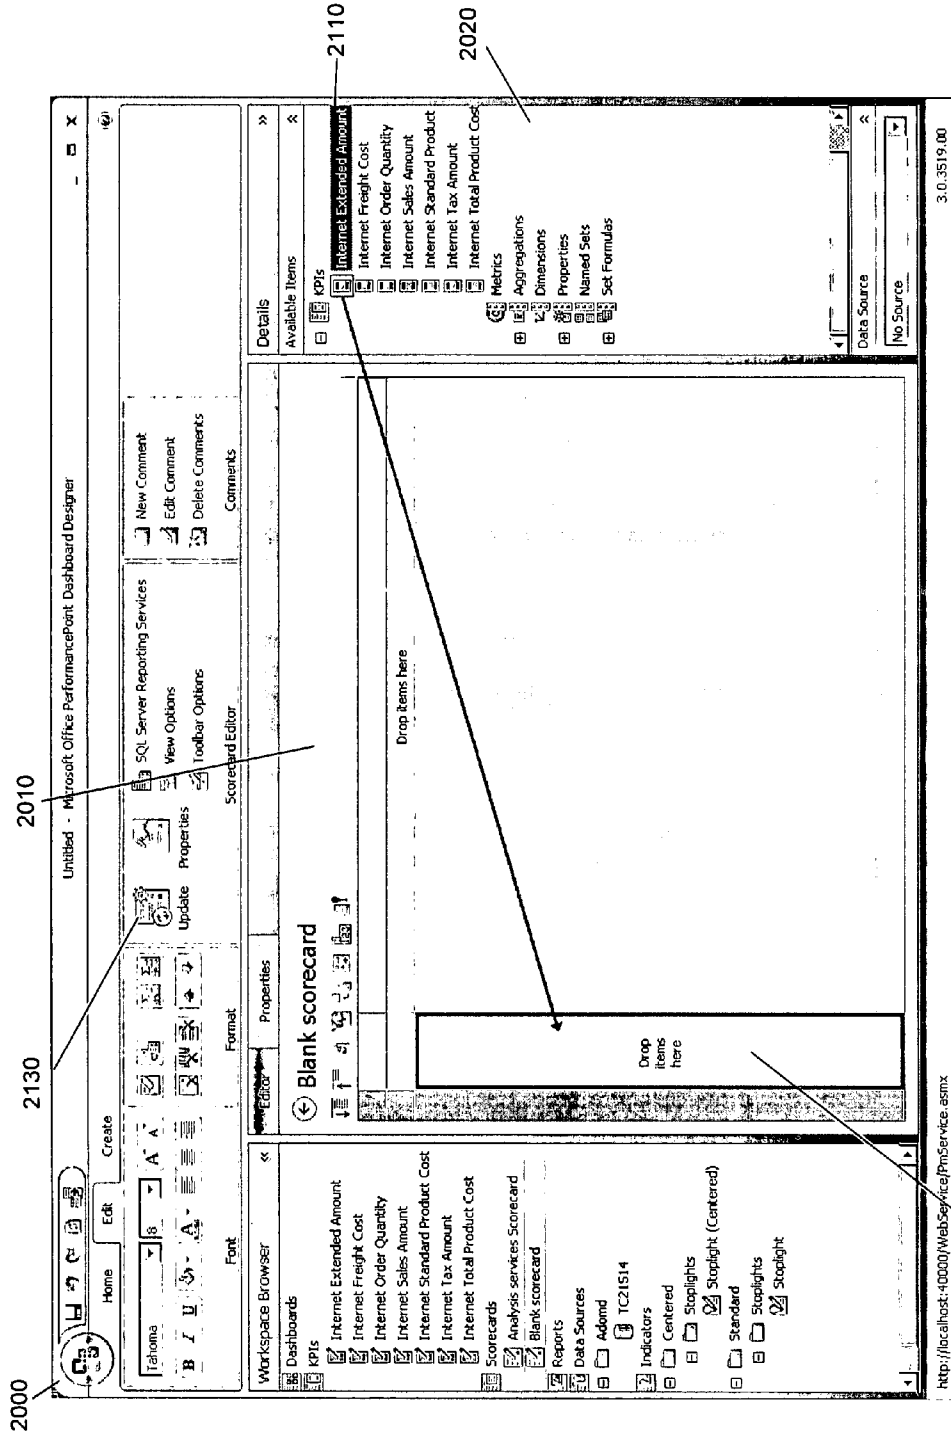 2000
2130
2010
2110
2020
Untitled - Microsoft Office PerformancePoint Dashboard Designer
Home
Edit
Create
Tahoma
8
A
A
B I U
A
Font
Format
Update
Properties
SQL Server Reporting Services
View Options
Toolbar Options
Scorecard Editor
New Comment
Edit Comment
Delete Comments
Comments
Workspace Browser
Dashboards
KPIs
Internet Extended Amount
Internet Freight Cost
Internet Order Quantity
Internet Sales Amount
Internet Standard Product Cost
Internet Tax Amount
Internet Total Product Cost
Scorecards
Analysis services Scorecard
Blank scorecard
Reports
Data Sources
Adomd
TC21514
Indicators
Centered
Stoplights
Stoplight (Centered)
Standard
Stoplights
Stoplight
Editor
Properties
Blank scorecard
Drop items here
Drop
items
here
Details
Available Items
KPIs
Internet Extended Amount
Internet Freight Cost
Internet Order Quantity
Internet Sales Amount
Internet Standard Product
Internet Tax Amount
Internet Total Product Cost
Metrics
Aggregations
Dimensions
Properties
Named Sets
Set Formulas
Data Source
No Source
http://localhost:40000/WebService/PmService.asmx
3.0.3519.00